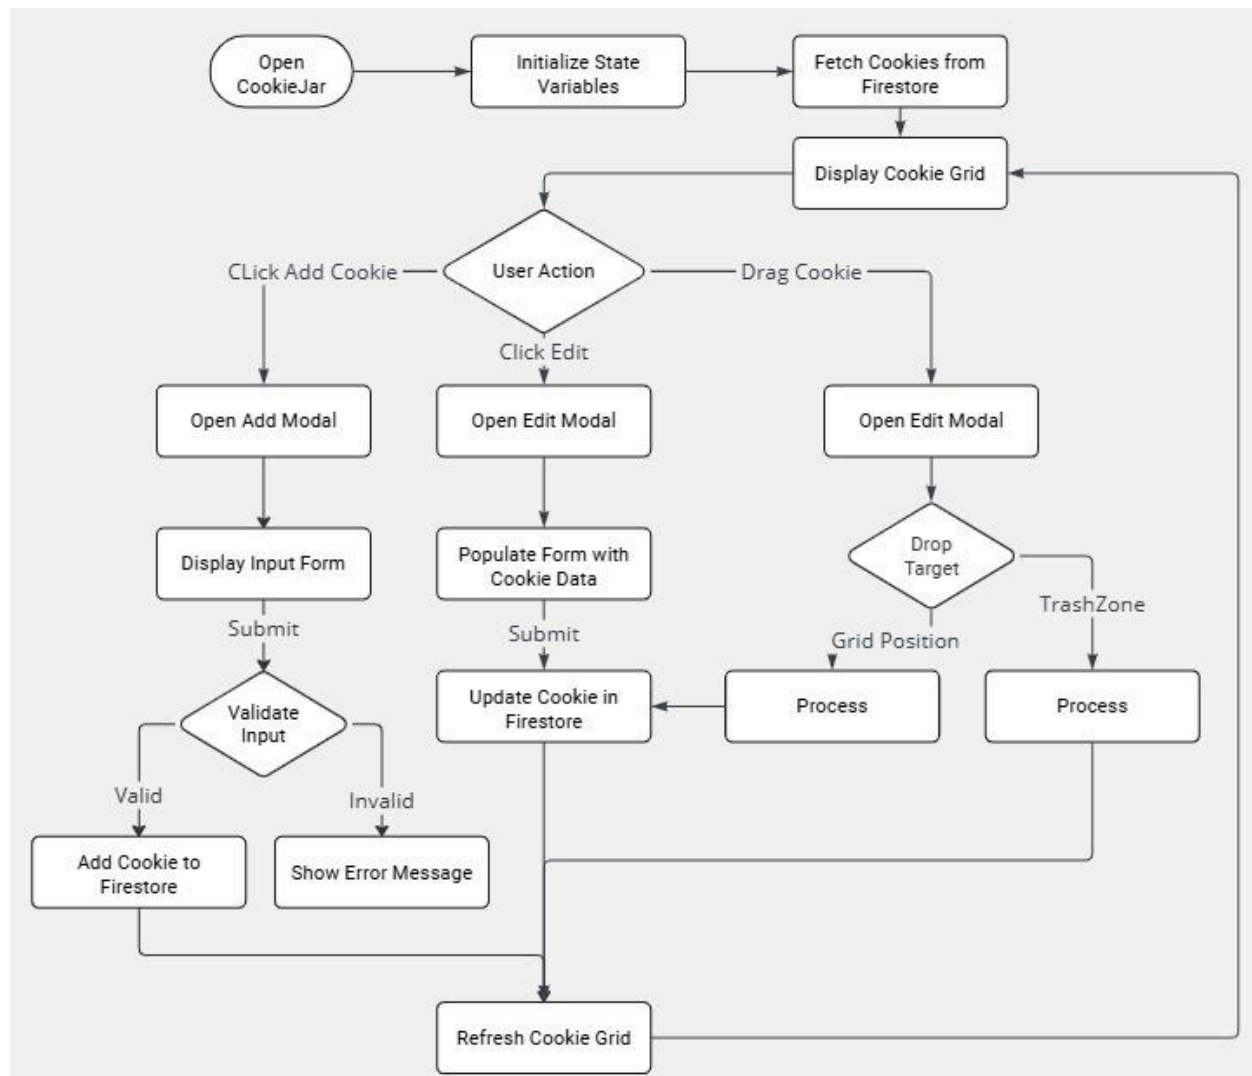 Open
CookieJar
Initialize State
Variables
Fetch Cookies from
Firestore
Display Cookie Grid
User Action
CLick Add Cookie
Drag Cookie
Click Edit
Open Add Modal
Open Edit Modal
Open Edit Modal
Display Input Form
Populate Form with
Cookie Data
Drop
Target
TrashZone
Submit
Submit
Grid Position
Validate
Input
Update Cookie in
Firestore
Process
Process
Valid
Invalid
Add Cookie to
Firestore
Show Error Message
Refresh Cookie Grid